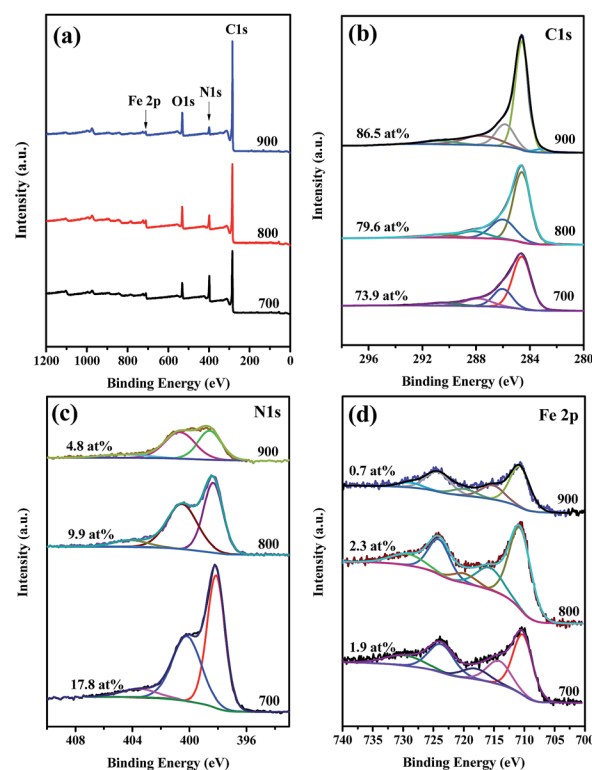 (a)
C1s
Fe 2p
O1s
N1s
900
800
700
Intensity (a.u.)
1200 1000 800 600 400 200 0
Binding Energy (eV)
(b)
C1s
86.5 at%
900
79.6 at%
800
73.9 at%
700
Intensity (a.u.)
296 292 288 284 280
Binding Energy (eV)
(c)
N1s
4.8 at%
900
9.9 at%
800
17.8 at%
700
Intensity (a.u.)
408 404 400 396
Binding Energy (eV)
(d)
Fe 2p
0.7 at%
900
2.3 at%
800
1.9 at%
700
Intensity (a.u.)
740 735 730 725 720 715 710 705 700
Binding Energy (eV)